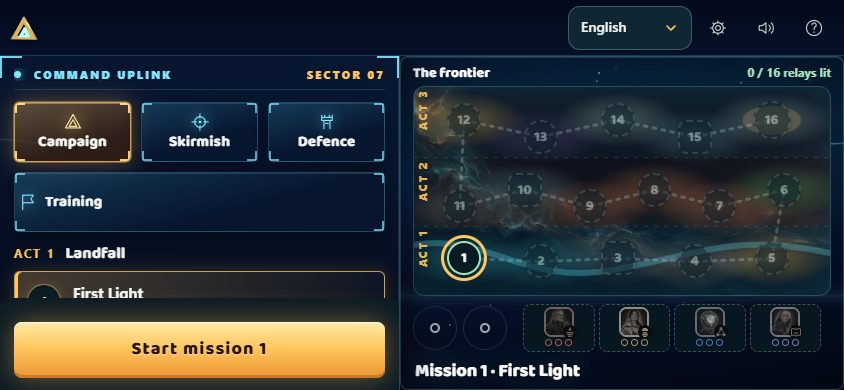 English
COMMAND UPLINK
SECTOR 07
Campaign
Skirmish
Defence
Training
ACT 1 Landfall
1
First Light
Start mission 1
The frontier
0 / 16 relays lit
ACT 3
12
13
14
15
16
ACT 2
11
10
9
8
7
6
ACT 1
1
2
3
4
5
Mission 1 · First Light